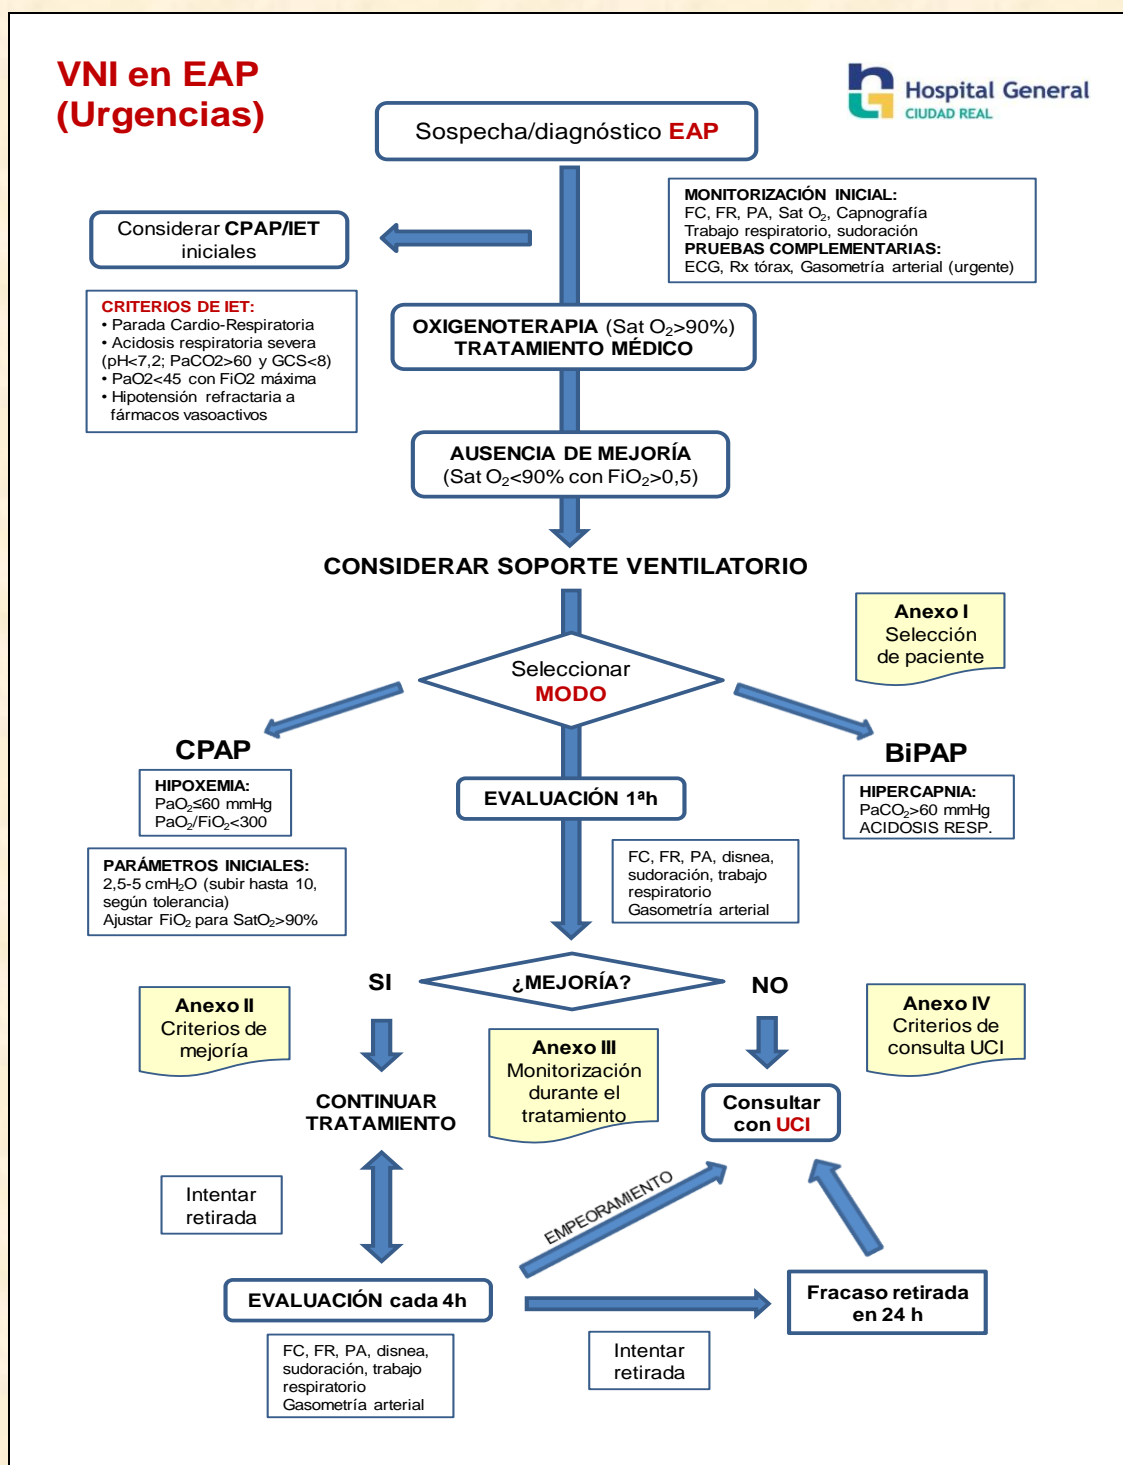 VNI en EAP
(Urgencias)
Hospital General
CIUDAD REAL
Sospecha/diagnóstico EAP
MONITORIZACIÓN INICIAL:
FC, FR, PA, Sat O₂, Capnografía
Trabajo respiratorio, sudoración
PRUEBAS COMPLEMENTARIAS:
ECG, Rx tórax, Gasometría arterial (urgente)
Considerar CPAP/IET
iniciales
CRITERIOS DE IET:
• Parada Cardio-Respiratoria
• Acidosis respiratoria severa
(pH<7,2; PaCO2>60 y GCS<8)
• PaO2<45 con FiO2 máxima
• Hipotensión refractaria a
fármacos vasoactivos
OXIGENOTERAPIA (Sat O₂>90%)
TRATAMIENTO MÉDICO
AUSENCIA DE MEJORÍA
(Sat O₂<90% con FiO₂>0,5)
CONSIDERAR SOPORTE VENTILATORIO
Anexo I
Selección
de paciente
Seleccionar
MODO
CPAP
HIPOXEMIA:
PaO₂≤60 mmHg
PaO₂/FiO₂<300
PARÁMETROS INICIALES:
2,5-5 cmH₂O (subir hasta 10,
según tolerancia)
Ajustar FiO₂ para SatO₂>90%
EVALUACIÓN 1ªh
BiPAP
HIPERCAPNIA:
PaCO₂>60 mmHg
ACIDOSIS RESP.
FC, FR, PA, disnea,
sudoración, trabajo
respiratorio
Gasometría arterial
SI
¿MEJORÍA?
NO
Anexo II
Criterios de
mejoría
Anexo III
Monitorización
durante el
tratamiento
Anexo IV
Criterios de
consulta UCI
CONTINUAR
TRATAMIENTO
Consultar
con UCI
Intentar
retirada
EMPEORAMIENTO
EVALUACIÓN cada 4h
Fracaso retirada
en 24 h
FC, FR, PA, disnea,
sudoración, trabajo
respiratorio
Gasometría arterial
Intentar
retirada